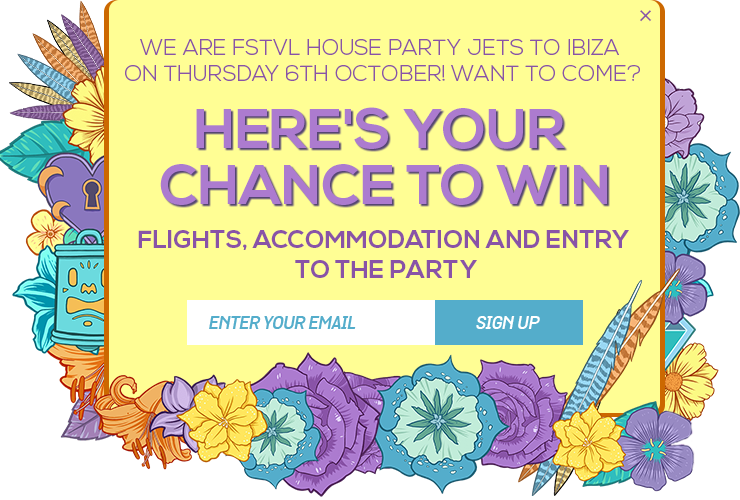 ×
WE ARE FSTVL HOUSE PARTY JETS TO IBIZA
ON THURSDAY 6TH OCTOBER! WANT TO COME?
HERE'S YOUR
CHANCE TO WIN
FLIGHTS, ACCOMMODATION AND ENTRY
TO THE PARTY
ENTER YOUR EMAIL
SIGN UP